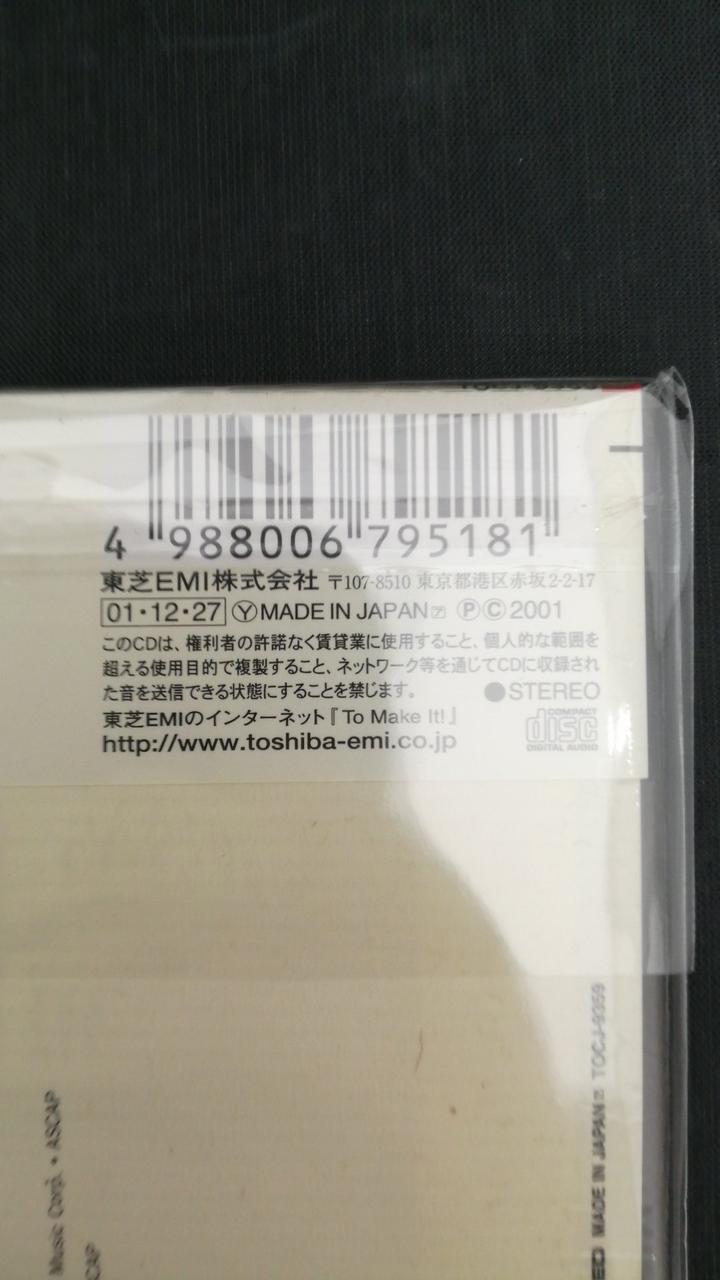 4 988006 795181
東芝EMI株式会社 〒107-8510 東京都港区赤坂2-2-17
01・12・27 Ⓨ MADE IN JAPAN ℗©2001
このCDは、権利者の許諾なく賃貸業に使用すること、個人的な範囲を
超える使用目的で複製すること、ネットワーク等を通じてCDに収録され
た音を送信できる状態にすることを禁じます。 ●STEREO
東芝EMIのインターネット『To Make It!』
http://www.toshiba-emi.co.jp
COMPACT
disc
DIGITAL AUDIO
Music Corp. • ASCAP
MADE IN JAPAN TOCJ-9359